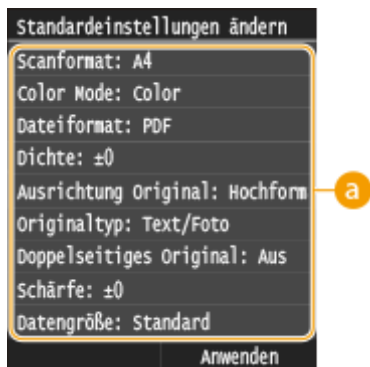 Standardeinstellungen ändern
Scanformat: A4
Color Mode: Color
Dateiformat: PDF
Dichte: ±0
Ausrichtung Original: Hochform
a
Originaltyp: Text/Foto
Doppelseitiges Original: Aus
Schärfe: ±0
Datengröße: Standard
Anwenden